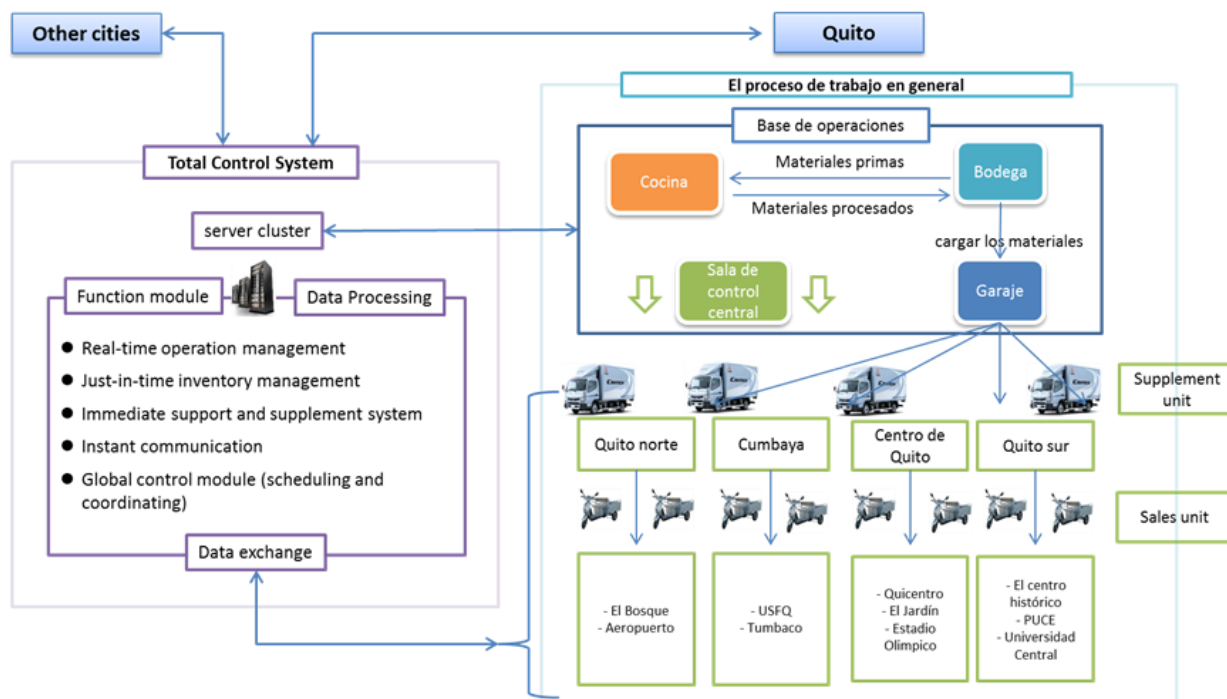 Other cities
Quito
El proceso de trabajo en general
Base de operaciones
Total Control System
Cocina
Materiales primas
Bodega
Materiales procesados
server cluster
cargar los materiales
Sala de
control
central
Garaje
Function module
Data Processing
Real-time operation management
Just-in-time inventory management
Immediate support and supplement system
Instant communication
Global control module (scheduling and
coordinating)
Data exchange
Supplement
unit
Quito norte
Cumbaya
Centro de
Quito
Quito sur
Sales unit
- El Bosque
- Aeropuerto
- USFQ
- Tumbaco
- Quicentro
- El Jardín
- Estadio
Olimpico
- El centro
histórico
- PUCE
- Universidad
Central